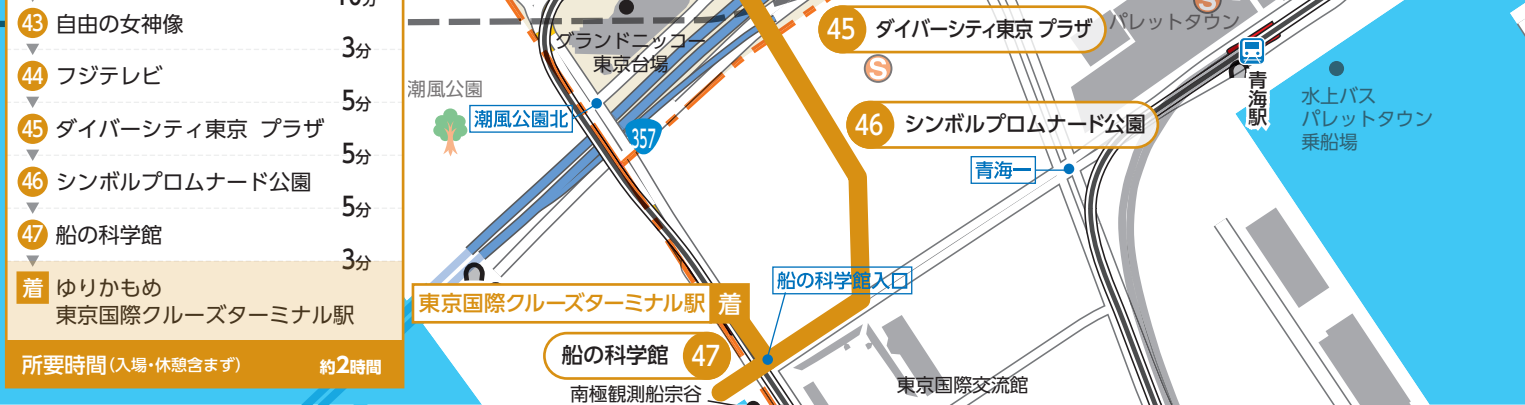 10分
43 自由の女神像
3分
44 フジテレビ
5分
45 ダイバーシティ東京 プラザ
5分
46 シンボルプロムナード公園
5分
47 船の科学館
3分
着 ゆりかもめ
東京国際クルーズターミナル駅
所要時間(入場・休憩含まず) 約2時間
グランドニッコー
東京台場
潮風公園
潮風公園北
357
45 ダイバーシティ東京 プラザ
パレットタウン
S
S
46 シンボルプロムナード公園
青海駅
水上バス
パレットタウン
乗船場
青海一
船の科学館入口
東京国際クルーズターミナル駅 着
船の科学館 47
南極観測船宗谷
東京国際交流館